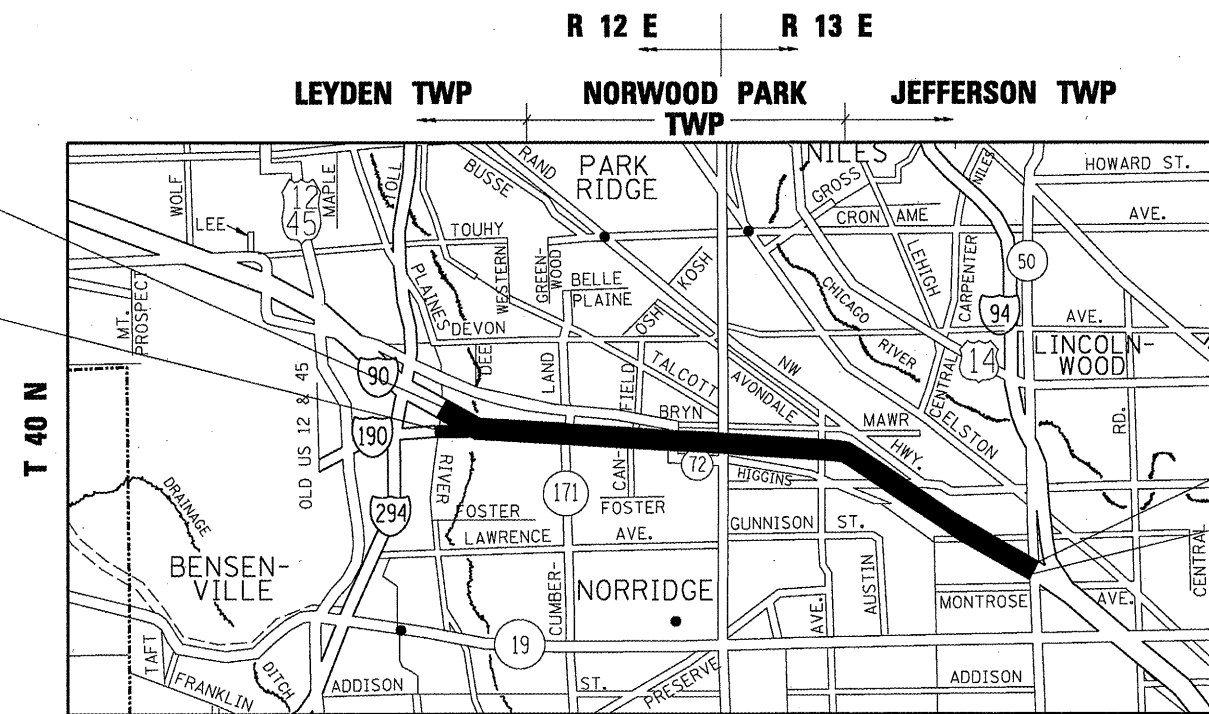 R 12 E R 13 E
LEYDEN TWP NORWOOD PARK TWP JEFFERSON TWP
T 40 N
NILES
PARK RIDGE
HOWARD ST.
RAND
BUSSE
TOLL
MAPLE
WOLF
12 45
LEE
GROSS
NILES
CRON AME AVE.
TOUHY
WESTERN
GREEN-WOOD
KOSH
LEHIGH
CARPENTER
50
PLAINES
BELLE PLAINE
CHICAGO
MT. PROSPECT
OSH
94
AVE.
DEVON
RIVER
14
LINCOLN-WOOD
DES
LAND
FIELD
TALCOTT
NW
AVONDALE
90
OLD US 12 & 45
BRYN
MAWR
CENTRAL
ELSTON
RD.
190
HWY.
72
CAN-
HIGGINS
RIVER
171
DRAINAGE
294
FOSTER
FOSTER
GUNNISON ST.
LAWRENCE AVE.
BENSEN-VILLE
CUMBER-
NORRIDGE
AVE.
AUSTIN
MONTROSE
AVE.
CENTRAL
19
TAFT
DITCH
FRANKLIN
ADDISON
ST.
PRESERVE
ADDISON